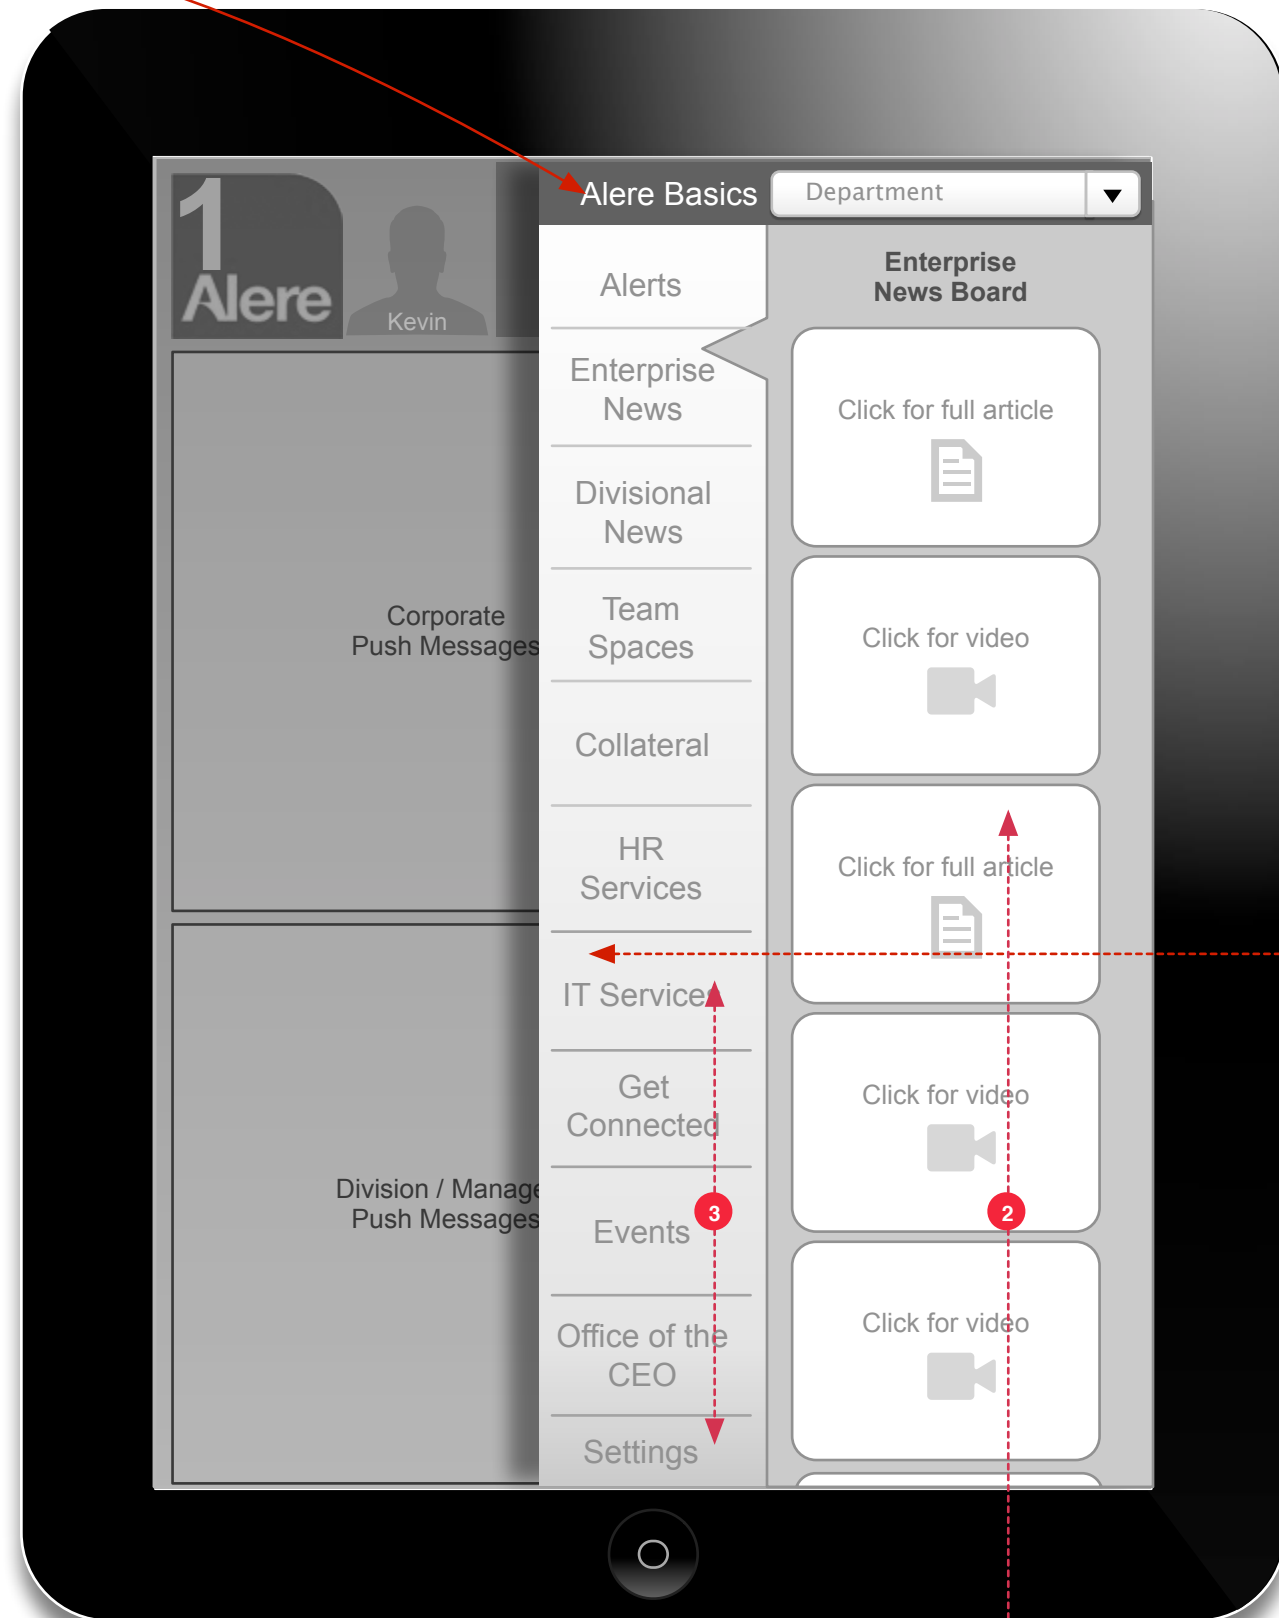 1
Alere
Kevin
Alere Basics
Department
Corporate
Push Messages
Division / Manage
Push Messages
Alerts
Enterprise
News
Divisional
News
Team
Spaces
Collateral
HR
Services
IT Services
Get
Connected
Events
3
Office of the
CEO
Settings
Enterprise
News Board
Click for full article
Click for video
Click for full article
Click for video
2
Click for video